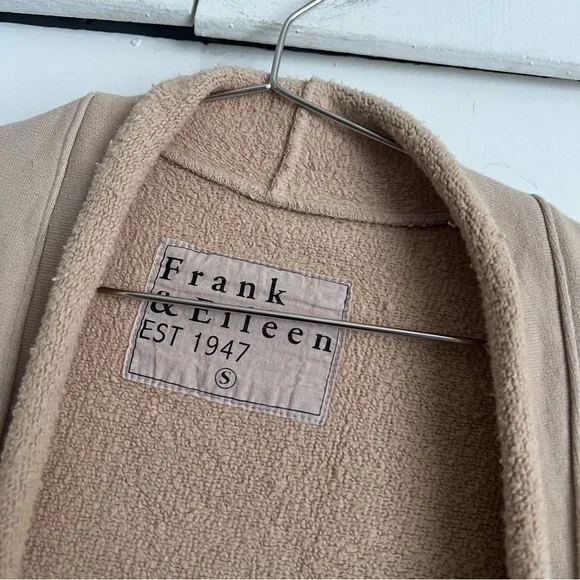 Frank
& Eileen
EST 1947
S